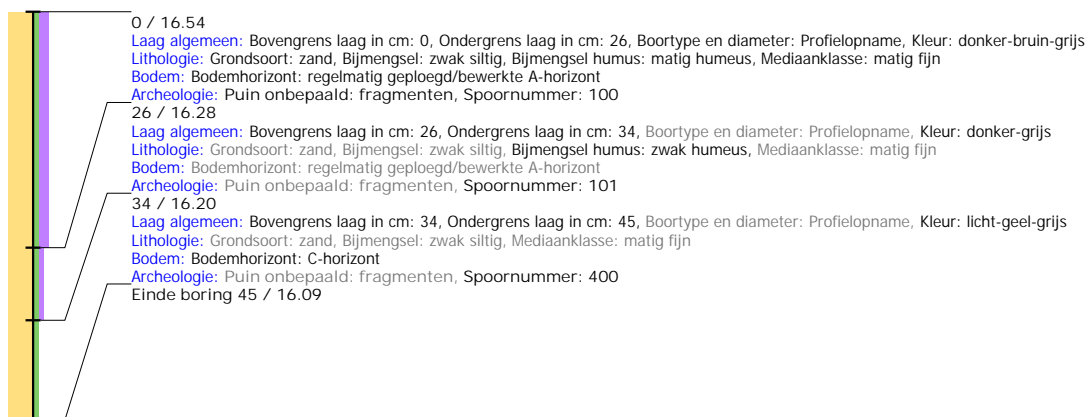 0 / 16.54
Laag algemeen: Bovengrens laag in cm: 0, Ondergrens laag in cm: 26, Boortype en diameter: Profielopname, Kleur: donker-bruin-grijs
Lithologie: Grondsoort: zand, Bijmengsel: zwak siltig, Bijmengsel humus: matig humeus, Mediaanklasse: matig fijn
Bodem: Bodemhorizont: regelmatig geploegd/bewerkte A-horizont
Archeologie: Puin onbepaald: fragmenten, Spoornummer: 100
26 / 16.28
Laag algemeen: Bovengrens laag in cm: 26, Ondergrens laag in cm: 34, Boortype en diameter: Profielopname, Kleur: donker-grijs
Lithologie: Grondsoort: zand, Bijmengsel: zwak siltig, Bijmengsel humus: zwak humeus, Mediaanklasse: matig fijn
Bodem: Bodemhorizont: regelmatig geploegd/bewerkte A-horizont
Archeologie: Puin onbepaald: fragmenten, Spoornummer: 101
34 / 16.20
Laag algemeen: Bovengrens laag in cm: 34, Ondergrens laag in cm: 45, Boortype en diameter: Profielopname, Kleur: licht-geel-grijs
Lithologie: Grondsoort: zand, Bijmengsel: zwak siltig, Mediaanklasse: matig fijn
Bodem: Bodemhorizont: C-horizont
Archeologie: Puin onbepaald: fragmenten, Spoornummer: 400
Einde boring 45 / 16.09